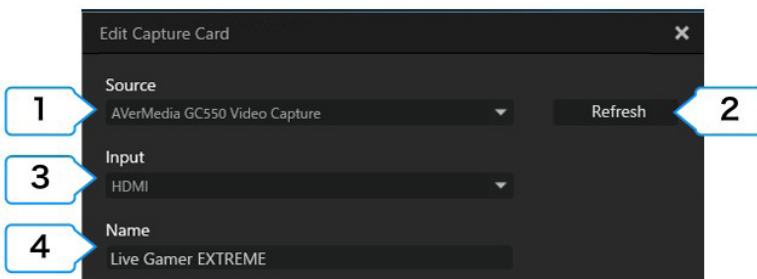 Edit Capture Card
Source
1 AVerMedia GC550 Video Capture Refresh 2
Input
3 HDMI
Name
4 Live Gamer EXTREME